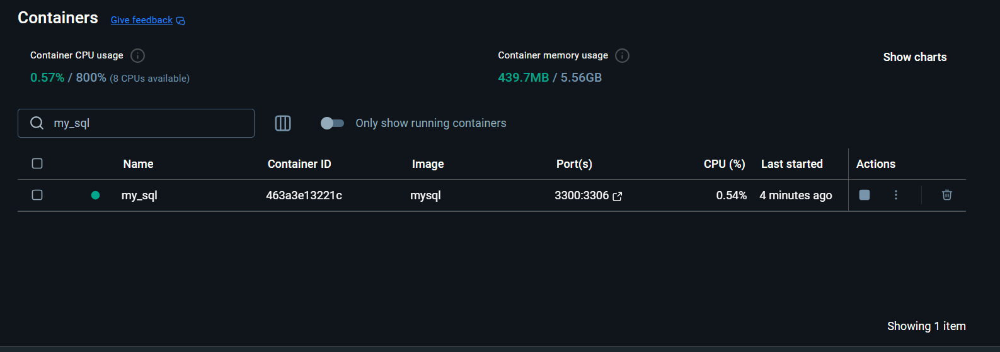 Containers Give feedback
Container CPU usage
0.57% / 800% (8 CPUs available)
Container memory usage
439.7MB / 5.56GB
Show charts
my_sql
Only show running containers
Name Container ID Image Port(s) CPU (%) Last started Actions
my_sql 463a3e13221c mysql 3300:3306 0.54% 4 minutes ago
Showing 1 item